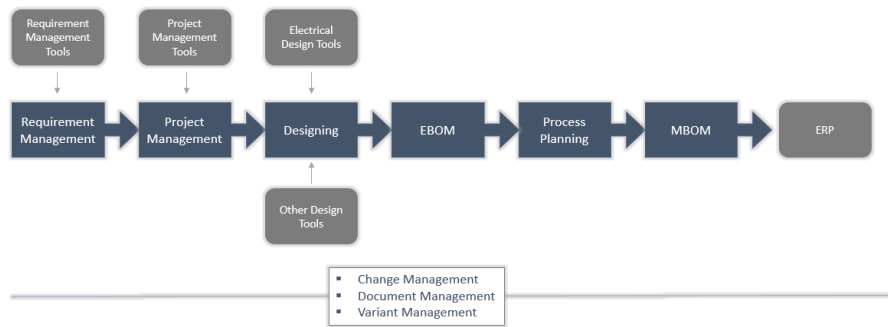 Requirement
Management
Tools
Project
Management
Tools
Electrical
Design Tools
Requirement
Management
Project
Management
Designing
EBOM
Process
Planning
MBOM
ERP
Other Design
Tools
▪ Change Management
▪ Document Management
▪ Variant Management